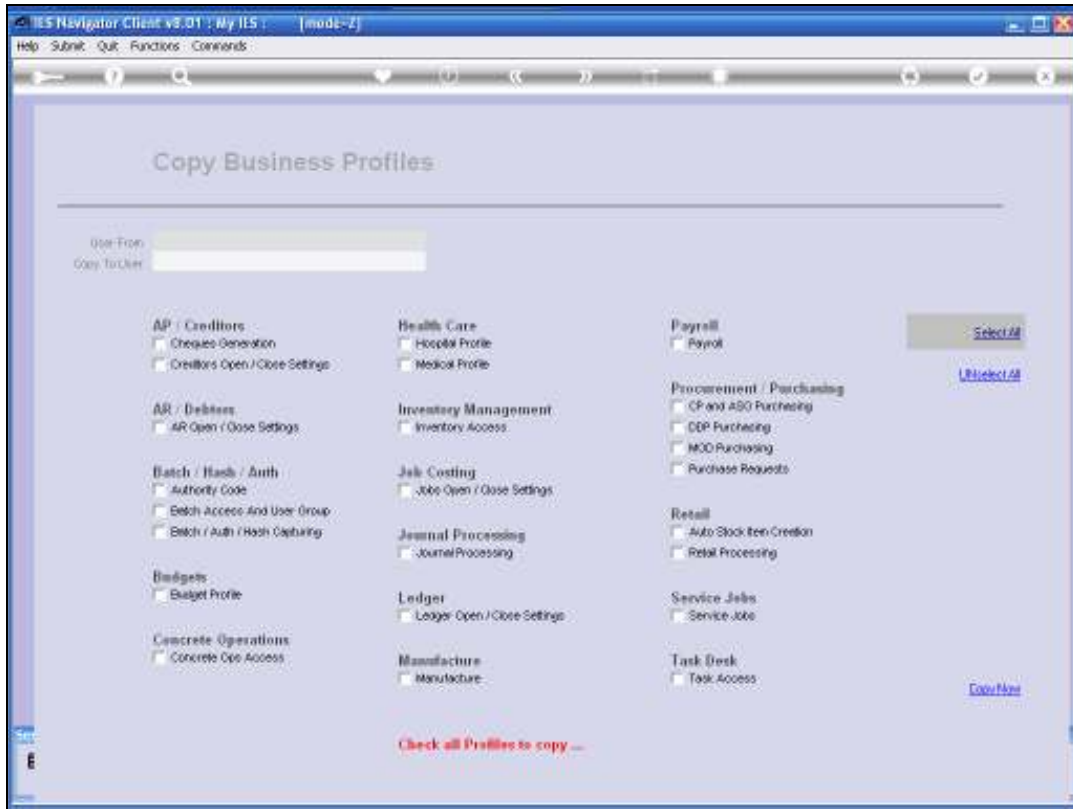 IES Navigator Client v8.01 : My IES : [mode-Z]
Help Submit Quit Functions Commands
Copy Business Profiles
User From
Copy To User
AP / Creditors
Cheques Generation
Creditors Open / Close Settings
AR / Debtors
AR Open / Close Settings
Batch / Hash / Auth
Authority Code
Batch Access And User Group
Batch / Auth / Hash Capturing
Budgets
Budget Profile
Concrete Operations
Concrete Ops Access
Health Care
Hospital Profile
Medical Profile
Inventory Management
Inventory Access
Job Costing
Jobs Open / Close Settings
Journal Processing
Journal Processing
Ledger
Ledger Open / Close Settings
Manufacture
Manufacture
Payroll
Payroll
Procurement / Purchasing
CP and ASO Purchasing
DDP Purchasing
MOD Purchasing
Purchase Requests
Retail
Auto Stock Item Creation
Retail Processing
Service Jobs
Service Jobs
Task Desk
Task Access
Select All
UNselect All
Copy Now
Check all Profiles to copy ...